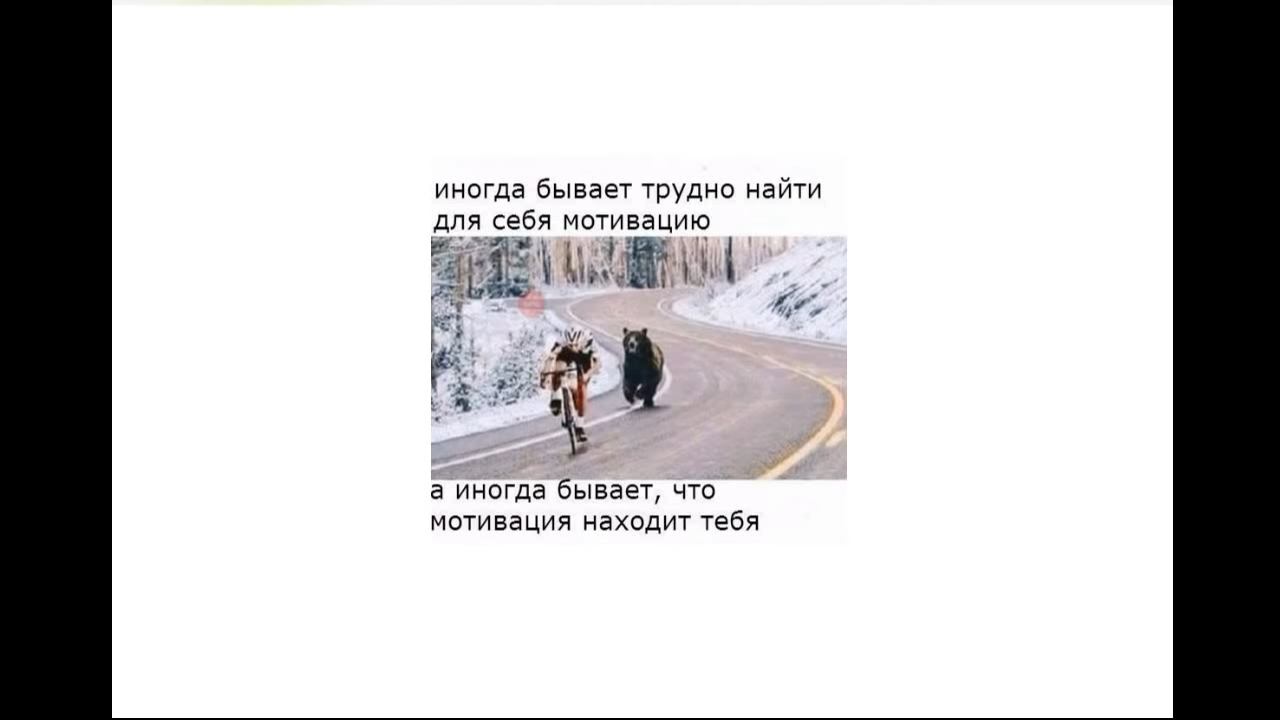 иногда бывает трудно найти
для себя мотивацию
а иногда бывает, что
мотивация находит тебя